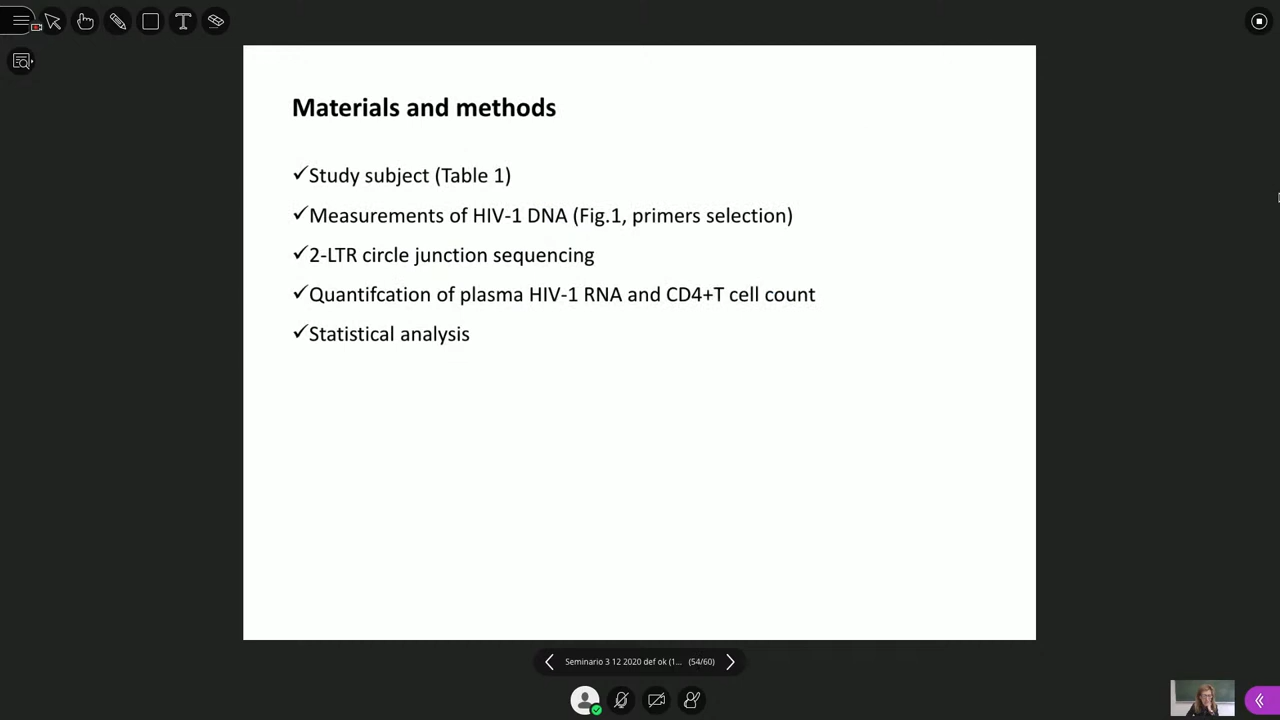 Materials and methods
✓Study subject (Table 1)
✓Measurements of HIV-1 DNA (Fig.1, primers selection)
✓2-LTR circle junction sequencing
✓Quantifcation of plasma HIV-1 RNA and CD4+T cell count
✓Statistical analysis
Seminario 3 12 2020 def ok (1... (54/60)